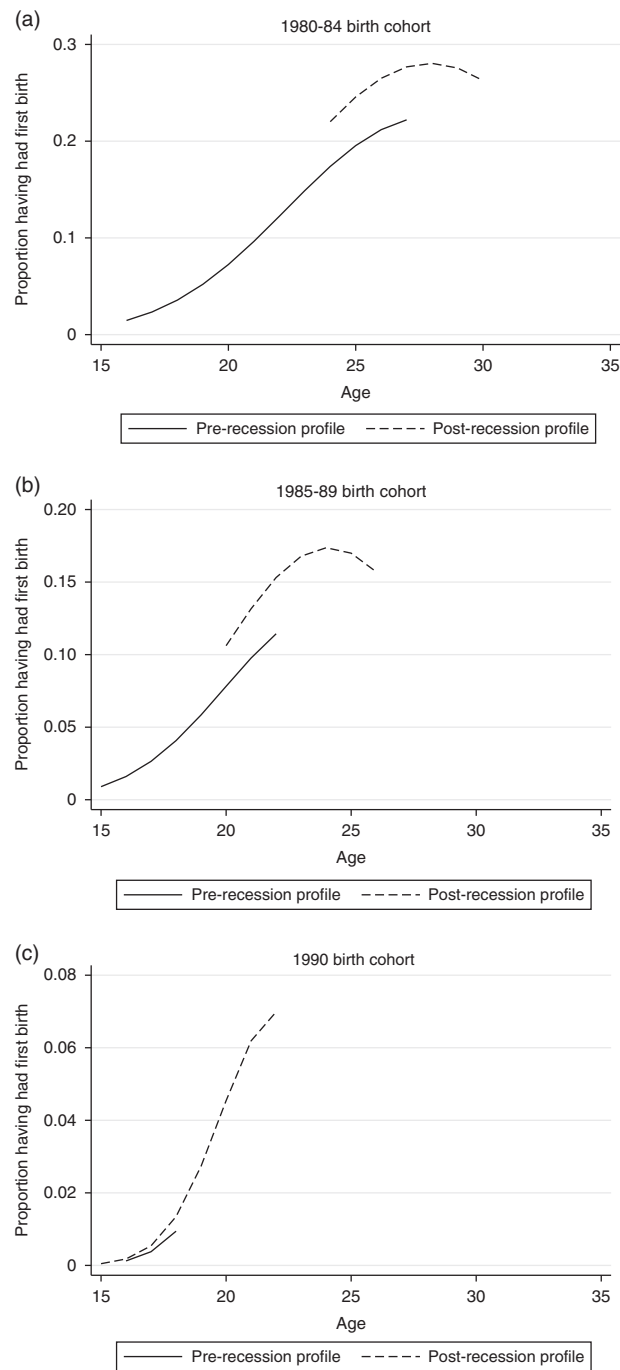 (a)
1980-84 birth cohort
Proportion having had first birth
0.3
0.2
0.1
0
15 20 25 30 35
Age
Pre-recession profile Post-recession profile
(b)
1985-89 birth cohort
Proportion having had first birth
0.20
0.15
0.10
0.05
0
15 20 25 30 35
Age
Pre-recession profile Post-recession profile
(c)
1990 birth cohort
Proportion having had first birth
0.08
0.06
0.04
0.02
0
15 20 25 30 35
Age
Pre-recession profile Post-recession profile